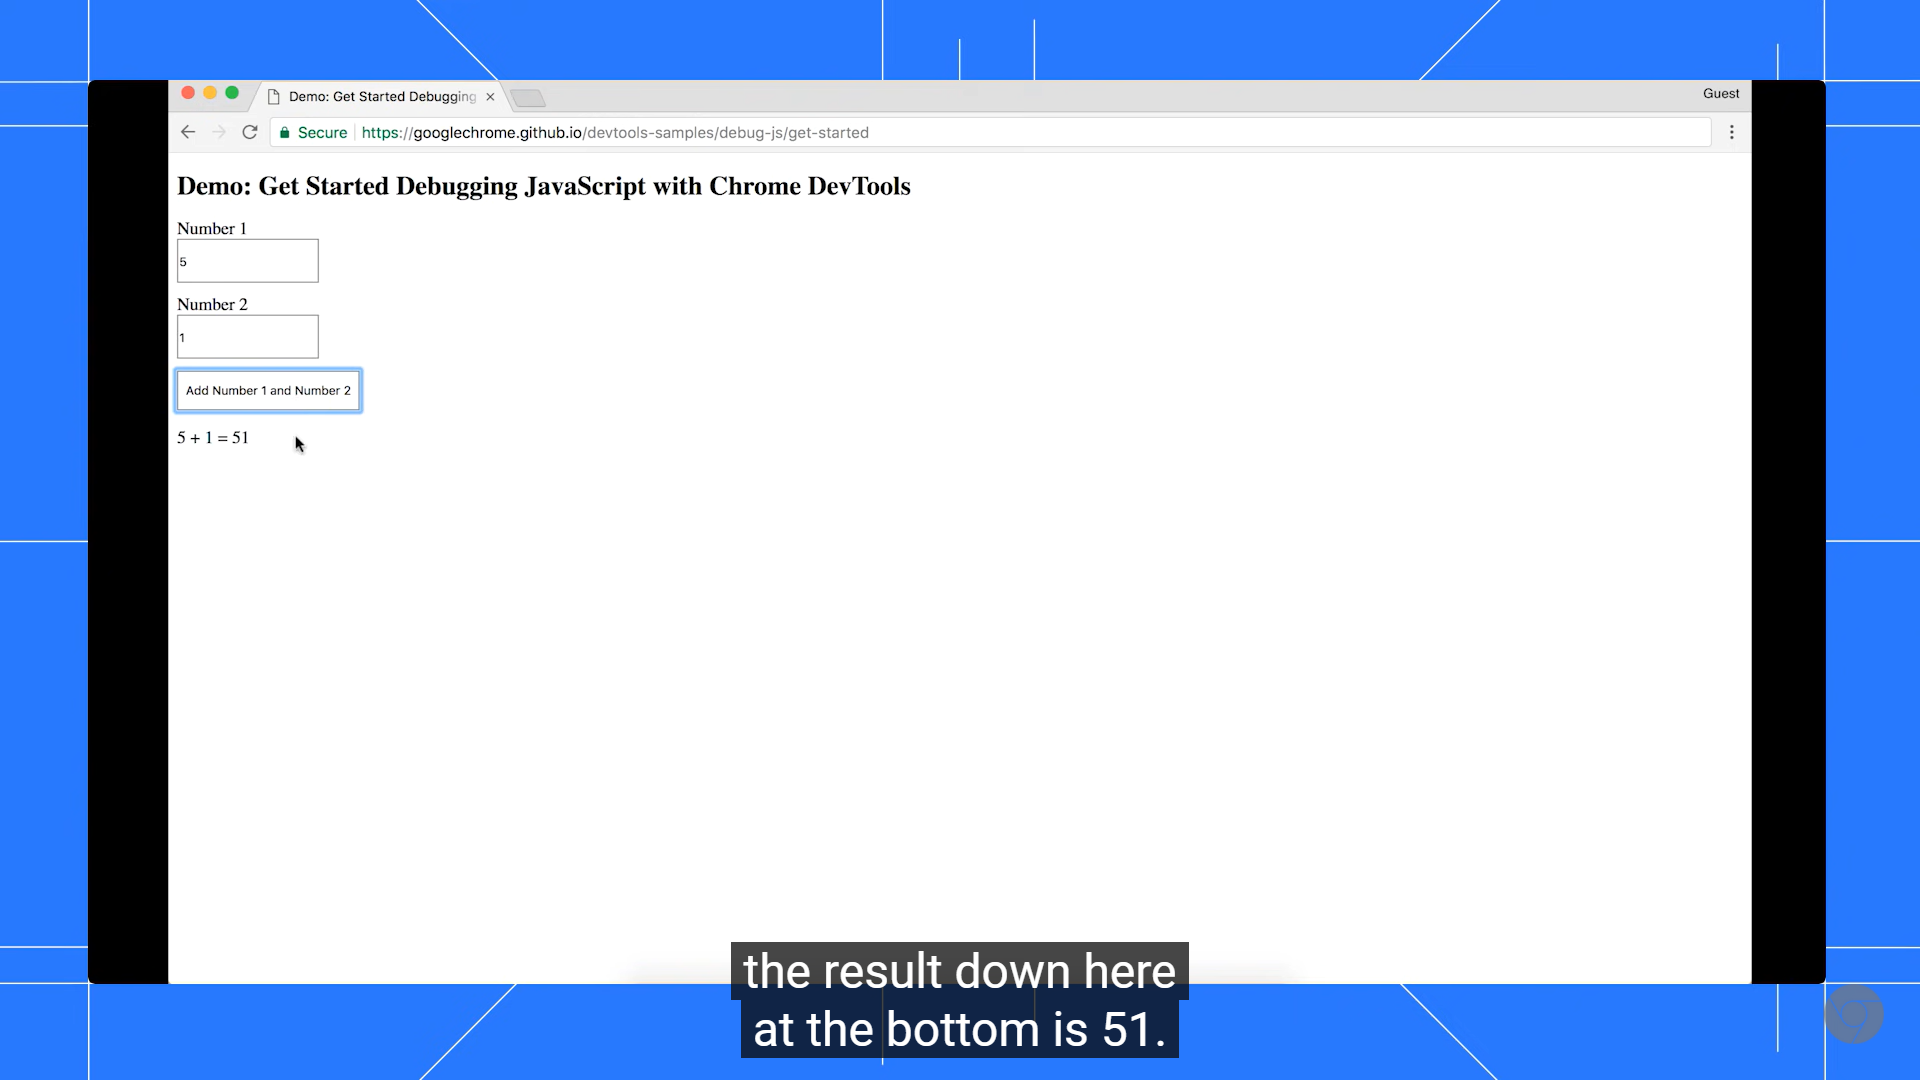 Demo: Get Started Debugging
Guest
Secure https://googlechrome.github.io/devtools-samples/debug-js/get-started
Demo: Get Started Debugging JavaScript with Chrome DevTools
Number 1
5
Number 2
1
Add Number 1 and Number 2
5 + 1 = 51
the result down here
at the bottom is 51.